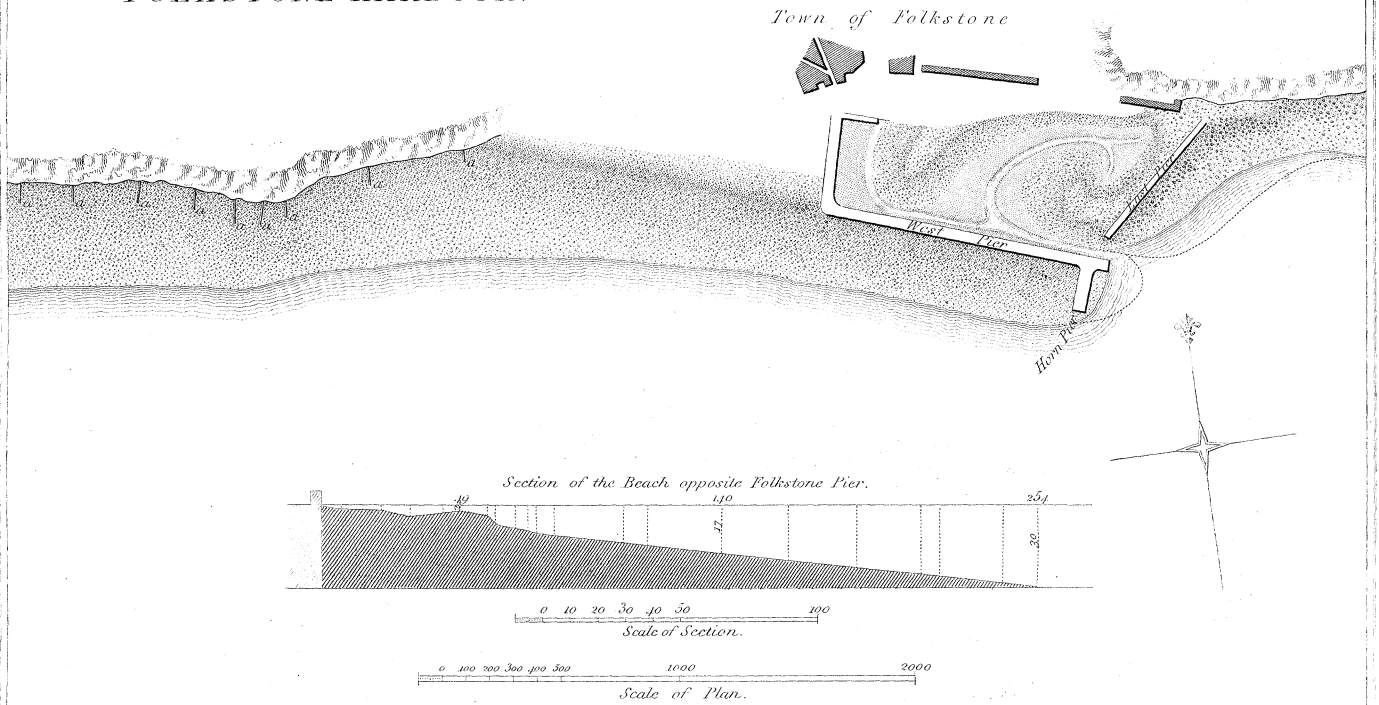 Town of Folkstone
a
a
a
a
a
a
a
a
a
West Pier
East Pier
Horn Pier
Section of the Beach opposite Folkstone Pier.
49 140 254
17 30
0 10 20 30 40 50 100
Scale of Section.
0 100 200 300 400 500 1000 2000
Scale of Plan.